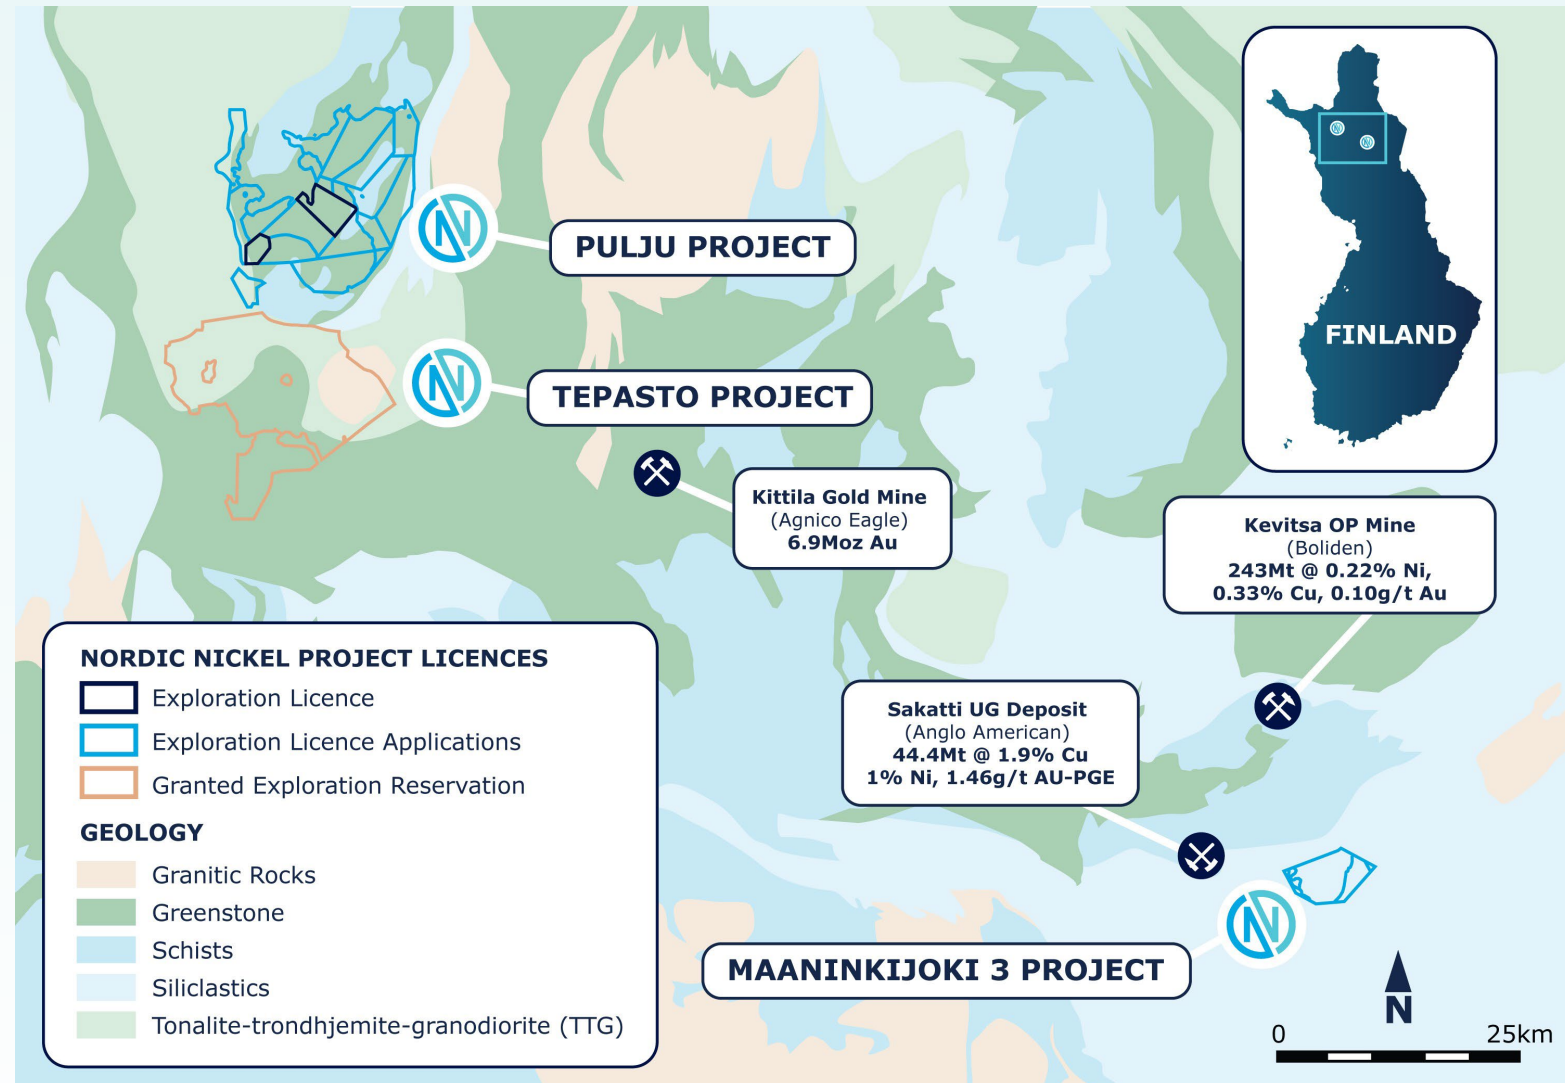 PULJU PROJECT
TEPASTO PROJECT
FINLAND
Kittila Gold Mine
(Agnico Eagle)
6.9Moz Au
Kevitsa OP Mine
(Boliden)
243Mt @ 0.22% Ni,
0.33% Cu, 0.10g/t Au
Sakatti UG Deposit
(Anglo American)
44.4Mt @ 1.9% Cu
1% Ni, 1.46g/t AU-PGE
MAANINKIJOKI 3 PROJECT
NORDIC NICKEL PROJECT LICENCES
Exploration Licence
Exploration Licence Applications
Granted Exploration Reservation
GEOLOGY
Granitic Rocks
Greenstone
Schists
Siliclastics
Tonalite-trondhjemite-granodiorite (TTG)
N
0 25km